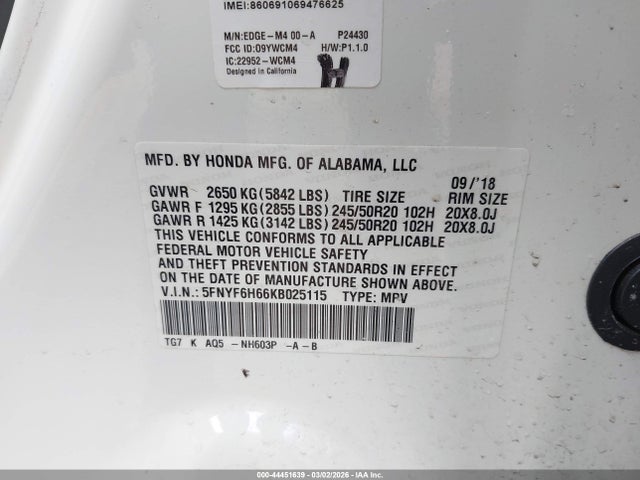 IMEI:860691069476625
M/N:EDGE-M4 00-A P24430
FCC ID:O9YWCM4 H/W:P1.1.0
IC:22952-WCM4
Designed in California
MFD. BY HONDA MFG. OF ALABAMA, LLC
09/'18
GVWR 2650 KG(5842 LBS) TIRE SIZE RIM SIZE
GAWR F 1295 KG(2855 LBS)245/50R20 102H 20X8.0J
GAWR R 1425 KG(3142 LBS)245/50R20 102H 20X8.0J
THIS VEHICLE CONFORMS TO ALL APPLICABLE
FEDERAL MOTOR VEHICLE SAFETY
AND THEFT PREVENTION STANDARDS IN EFFECT
ON THE DATE OF MANUFACTURE SHOWN ABOVE.
V.I.N.: 5FNYF6H66KB025115 TYPE: MPV
TG7 K AQ5 -NH603P -A-B
000-44451639 | 03/02/2026 - COPART